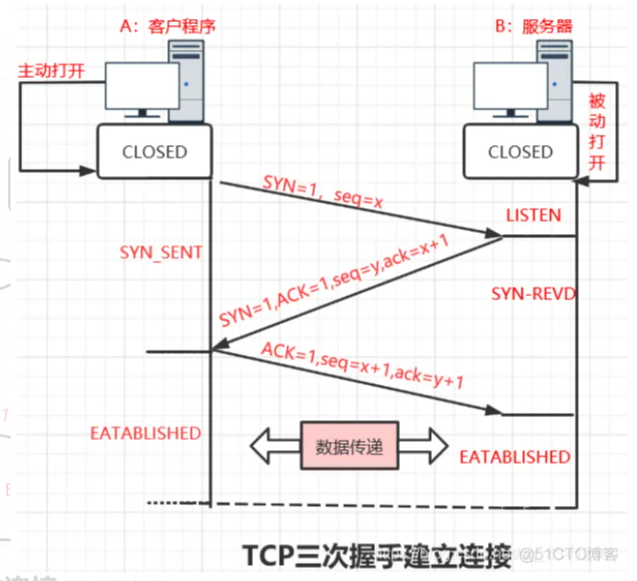 A：客户程序
B：服务器
主动打开
被动打开
CLOSED
CLOSED
SYN=1，seq=x
LISTEN
SYN_SENT
SYN=1,ACK=1,seq=y,ack=x+1
SYN-REVD
ACK=1,seq=x+1,ack=y+1
EATABLISHED
数据传递
EATABLISHED
TCP三次握手建立连接
@51CTO博客